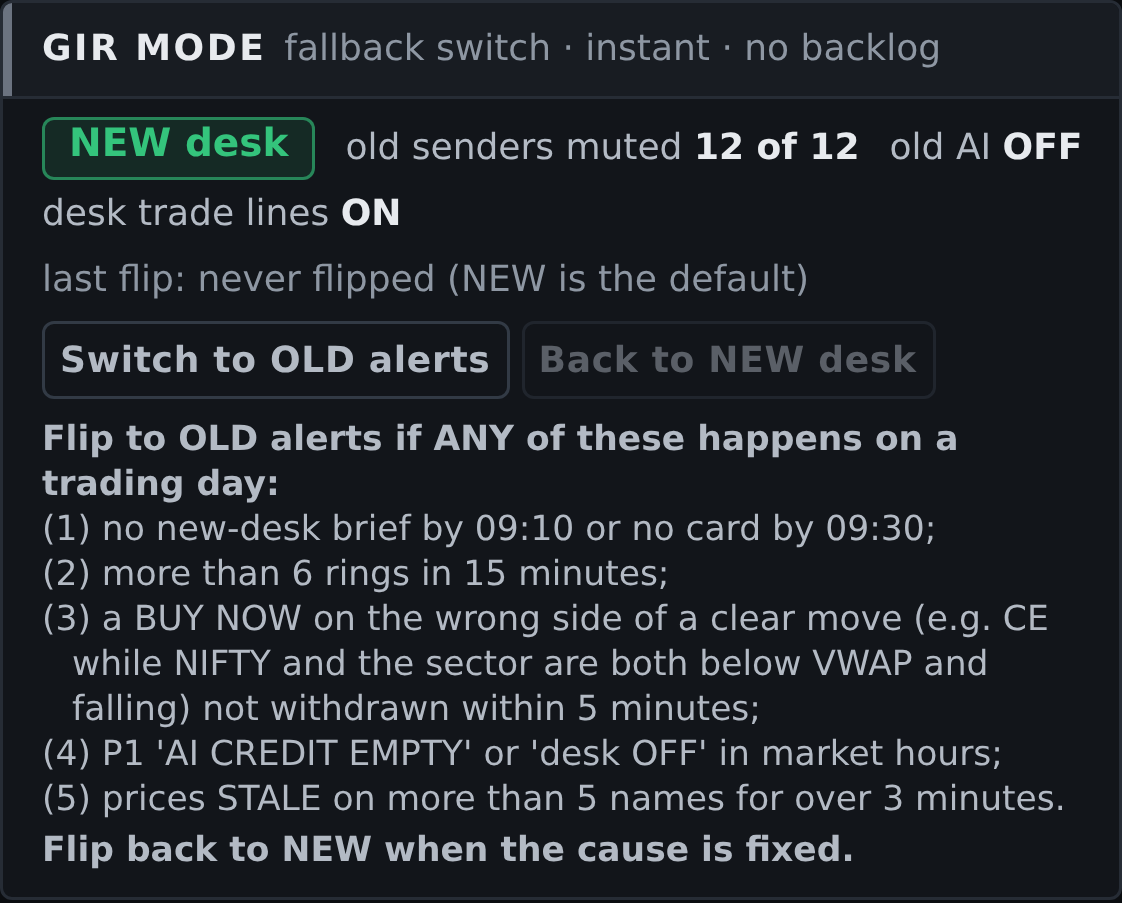 GIR MODE fallback switch · instant · no backlog
NEW desk old senders muted 12 of 12 old AI OFF
desk trade lines ON
last flip: never flipped (NEW is the default)
Switch to OLD alerts Back to NEW desk
Flip to OLD alerts if ANY of these happens on a
trading day:
(1) no new-desk brief by 09:10 or no card by 09:30;
(2) more than 6 rings in 15 minutes;
(3) a BUY NOW on the wrong side of a clear move (e.g. CE
while NIFTY and the sector are both below VWAP and
falling) not withdrawn within 5 minutes;
(4) P1 'AI CREDIT EMPTY' or 'desk OFF' in market hours;
(5) prices STALE on more than 5 names for over 3 minutes.
Flip back to NEW when the cause is fixed.